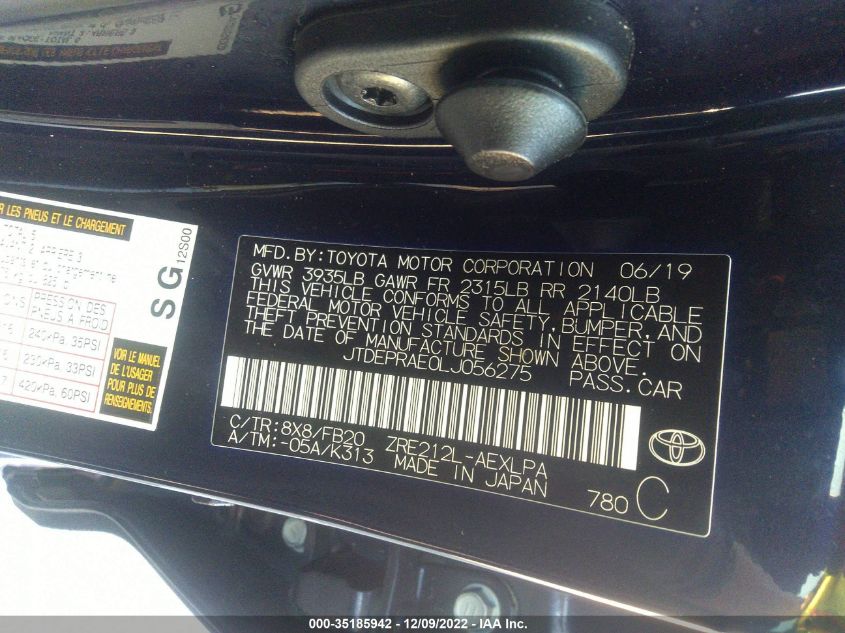 R LES PNEUS ET LE CHARGEMENT
SG 12S00
PRESSION DES
PNEUS À FROID
240kPa, 35PSI
230kPa, 33PSI
420kPa, 60PSI
VOIR LE MANUEL
DE L'USAGER
POUR PLUS DE
RENSEIGNEMENTS.
MFD. BY: TOYOTA MOTOR CORPORATION 06/19
GVWR 3935LB GAWR FR 2315LB RR 2140LB
THIS VEHICLE CONFORMS TO ALL APPLICABLE
FEDERAL MOTOR VEHICLE SAFETY, BUMPER, AND
THEFT PREVENTION STANDARDS IN EFFECT ON
THE DATE OF MANUFACTURE SHOWN ABOVE.
JTDEPRAE0LJ056275 PASS. CAR
C/TR:8X8/FB20 ZRE212L-AEXLPA
A/TM:-05A/K313 MADE IN JAPAN
780 C
000-35185942 - 12/09/2022 - IAA Inc.